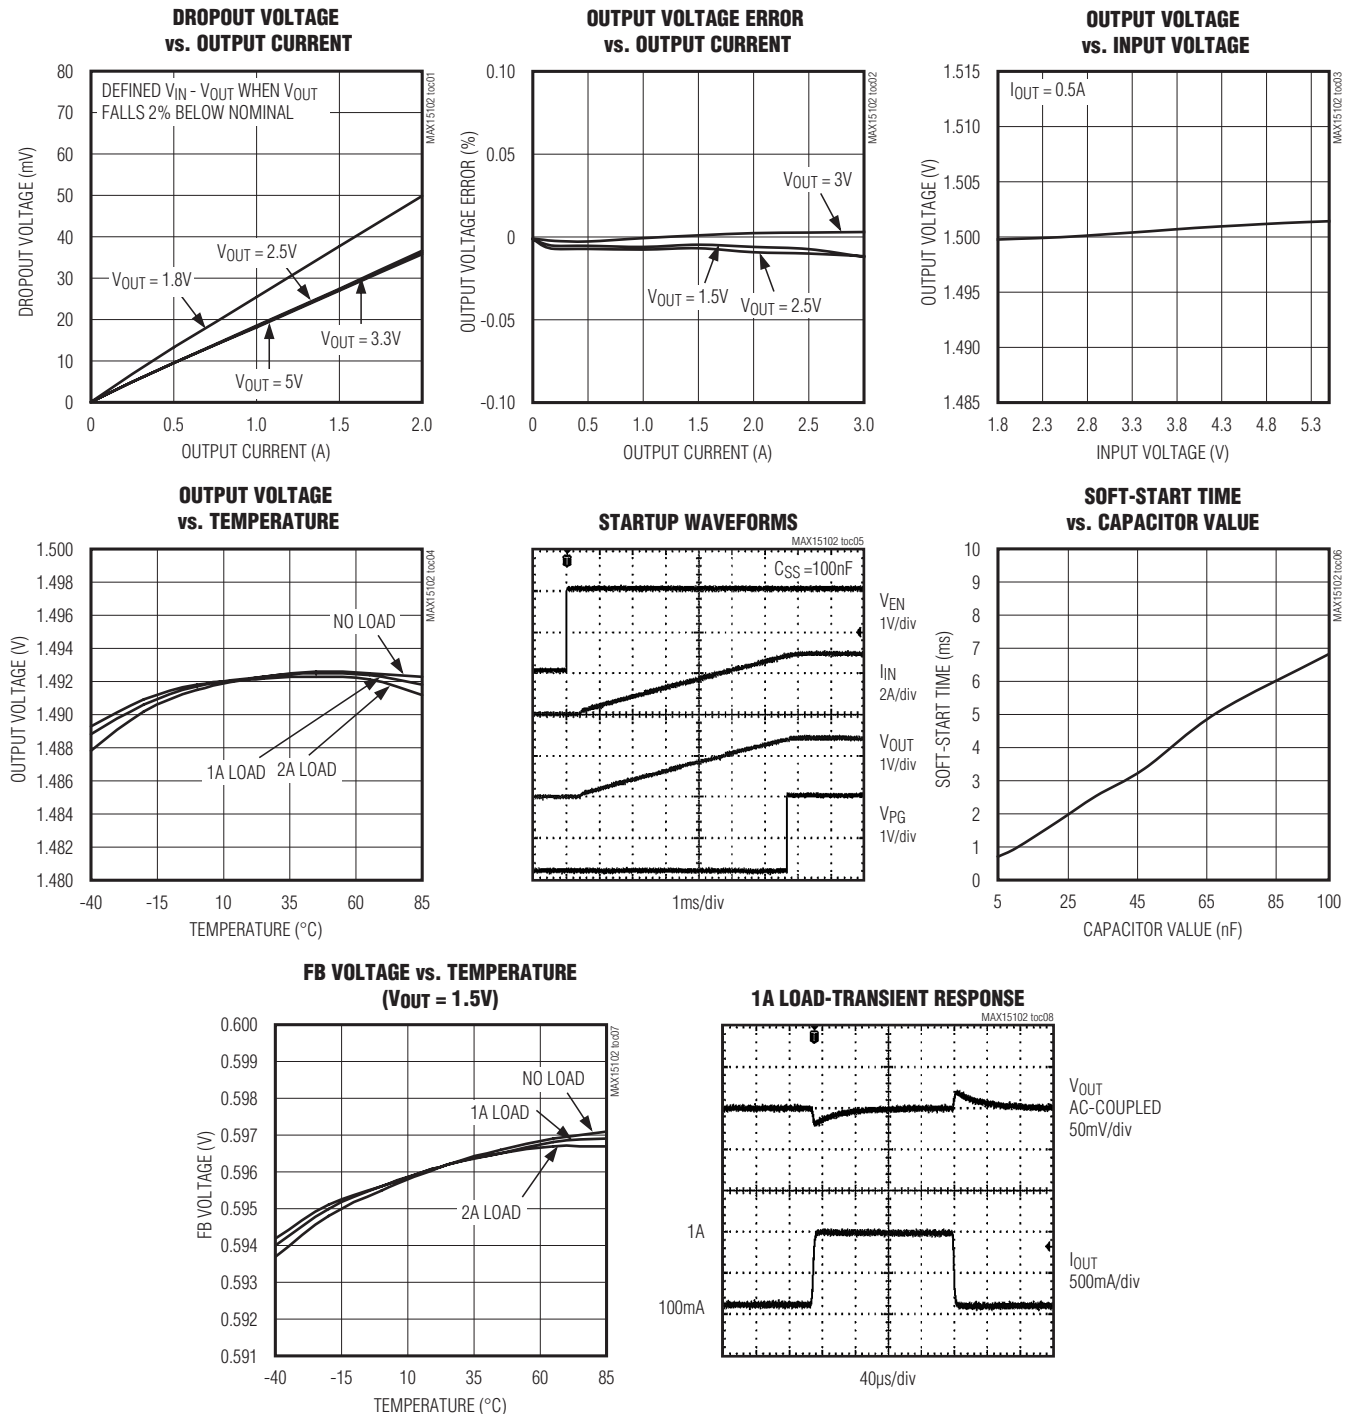 DROPOUT VOLTAGE
vs. OUTPUT CURRENT
MAX15102 toc01
DEFINED VIN - VOUT WHEN VOUT
FALLS 2% BELOW NOMINAL
80
70
60
50
40
30
20
10
0
DROPOUT VOLTAGE (mV)
VOUT = 2.5V
VOUT = 1.8V
VOUT = 3.3V
VOUT = 5V
0 0.5 1.0 1.5 2.0
OUTPUT CURRENT (A)
OUTPUT VOLTAGE ERROR
vs. OUTPUT CURRENT
MAX15102 toc02
0.10
0.05
0
-0.05
-0.10
OUTPUT VOLTAGE ERROR (%)
VOUT = 3V
VOUT = 1.5V
VOUT = 2.5V
0 0.5 1.0 1.5 2.0 2.5 3.0
OUTPUT CURRENT (A)
OUTPUT VOLTAGE
vs. INPUT VOLTAGE
MAX15102 toc03
IOUT = 0.5A
1.515
1.510
1.505
1.500
1.495
1.490
1.485
OUTPUT VOLTAGE (V)
1.8 2.3 2.8 3.3 3.8 4.3 4.8 5.3
INPUT VOLTAGE (V)
OUTPUT VOLTAGE
vs. TEMPERATURE
MAX15102 toc04
1.500
1.498
1.496
1.494
1.492
1.490
1.488
1.486
1.484
1.482
1.480
OUTPUT VOLTAGE (V)
NO LOAD
1A LOAD
2A LOAD
-40 -15 10 35 60 85
TEMPERATURE (°C)
STARTUP WAVEFORMS
MAX15102 toc05
T
CSS =100nF
VEN
1V/div
IIN
2A/div
VOUT
1V/div
VPG
1V/div
1ms/div
SOFT-START TIME
vs. CAPACITOR VALUE
MAX15102 toc06
10
9
8
7
6
5
4
3
2
1
0
SOFT-START TIME (ms)
5 25 45 65 85 100
CAPACITOR VALUE (nF)
FB VOLTAGE vs. TEMPERATURE
(VOUT = 1.5V)
MAX15102 toc07
0.600
0.599
0.598
0.597
0.596
0.595
0.594
0.593
0.592
0.591
FB VOLTAGE (V)
NO LOAD
1A LOAD
2A LOAD
-40 -15 10 35 60 85
TEMPERATURE (°C)
1A LOAD-TRANSIENT RESPONSE
MAX15102 toc08
T
VOUT
AC-COUPLED
50mV/div
1A
100mA
IOUT
500mA/div
40µs/div